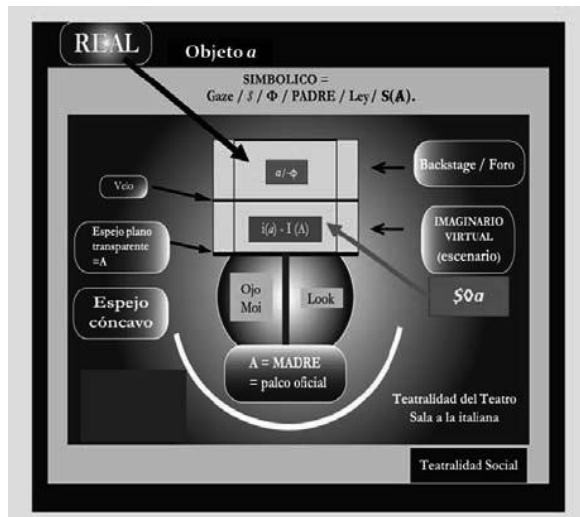 REAL
Objeto a
SIMBOLICO =
Gaze / $ / Φ / PADRE / Ley / S(Ⱥ).
a/-φ
Backstage / Foro
Velo
i(a) - I (A)
Espejo plano
transparente
=A
IMAGINARIO
VIRTUAL
(escenario)
$◊a
Espejo
cóncavo
Ojo
Moi
Look
A = MADRE
= palco oficial
Teatralidad del Teatro
Sala a la italiana
Teatralidad Social